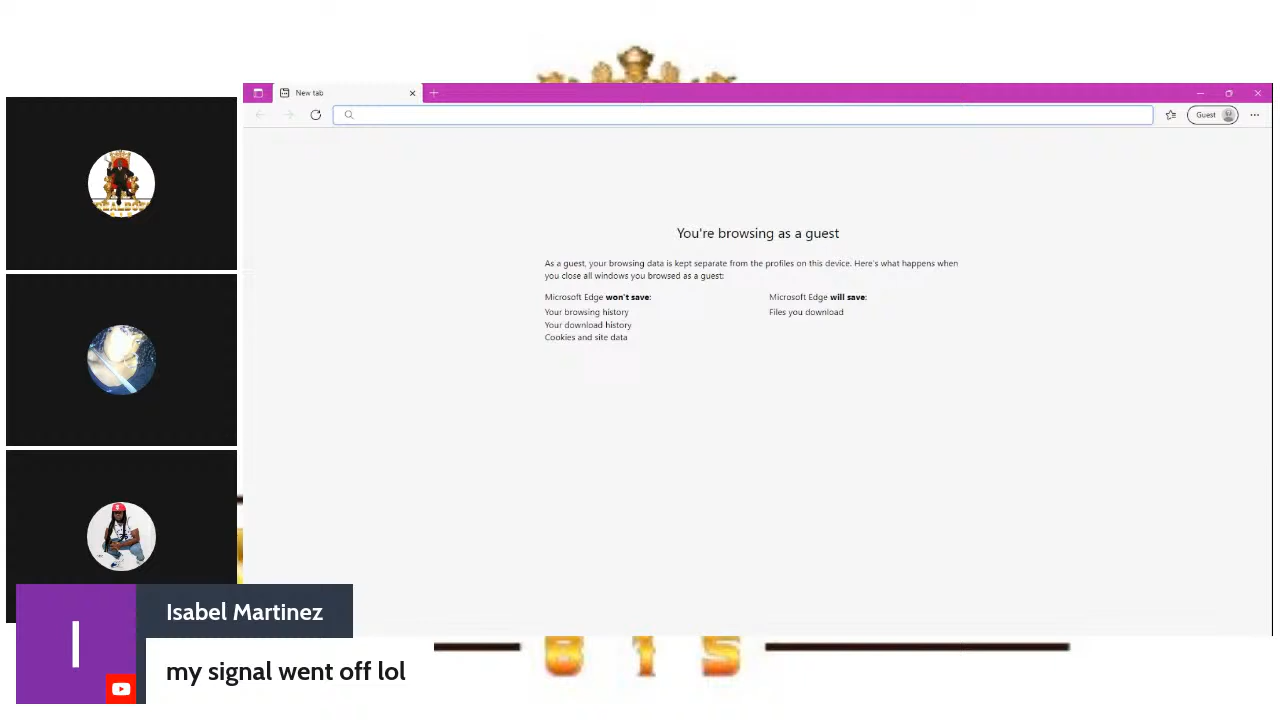 New tab
Guest
You're browsing as a guest
As a guest, your browsing data is kept separate from the profiles on this device. Here's what happens when
you close all windows you browsed as a guest:
Microsoft Edge won't save:
Your browsing history
Your download history
Cookies and site data
Microsoft Edge will save:
Files you download
I
Isabel Martinez
my signal went off lol
815